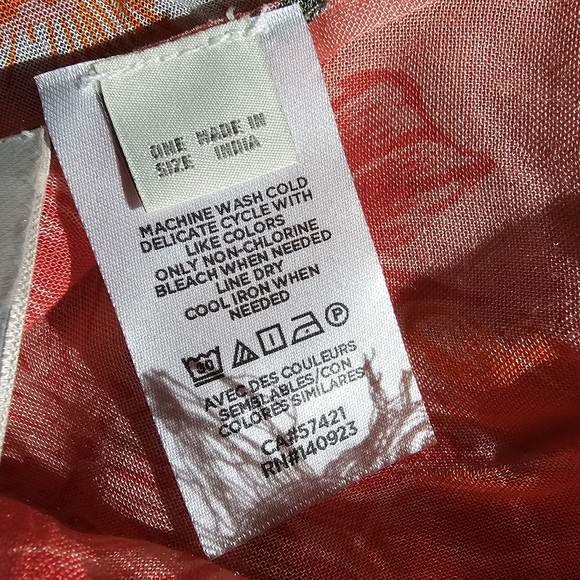 ONE MADE IN
SIZE INDIA
MACHINE WASH COLD
DELICATE CYCLE WITH
LIKE COLORS
ONLY NON-CHLORINE
BLEACH WHEN NEEDED
LINE DRY
COOL IRON WHEN
NEEDED
30 P
AVEC DES COULEURS
SEMBLABLES/CON
COLORES SIMILARES
CA#57421
RN#140923